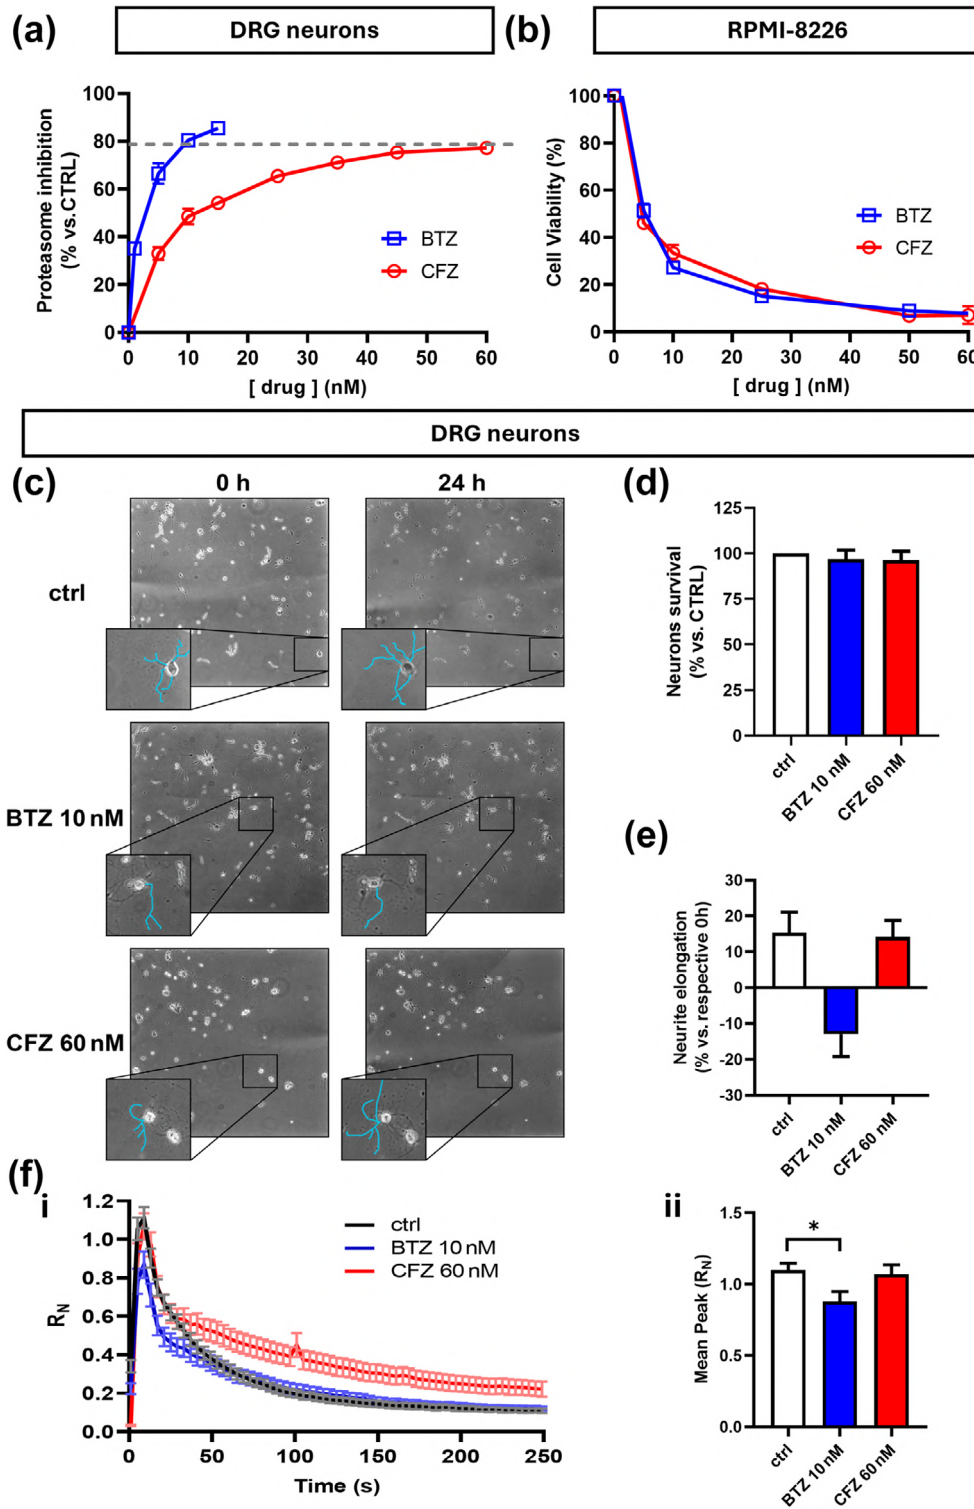 (a)
DRG neurons
(b)
RPMI-8226
Proteasome inhibition
(% vs.CTRL)
100
80
60
40
20
0
0 10 20 30 40 50 60
[ drug ] (nM)
BTZ
CFZ
Cell Viability (%)
100
80
60
40
20
0
0 10 20 30 40 50 60
[ drug ] (nM)
BTZ
CFZ
DRG neurons
(c)
0 h
24 h
ctrl
BTZ 10 nM
CFZ 60 nM
(d)
Neurons survival
(% vs. CTRL)
125
100
75
50
25
0
ctrl
BTZ 10 nM
CFZ 60 nM
(e)
Neurite elongation
(% vs. respective 0h)
30
20
10
0
-10
-20
-30
ctrl
BTZ 10 nM
CFZ 60 nM
(f)
i
R_N
1.2
1.0
0.8
0.6
0.4
0.2
0.0
0 50 100 150 200 250
Time (s)
ctrl
BTZ 10 nM
CFZ 60 nM
ii
Mean Peak (R_N)
1.5
1.0
0.5
0.0
*
ctrl
BTZ 10 nM
CFZ 60 nM